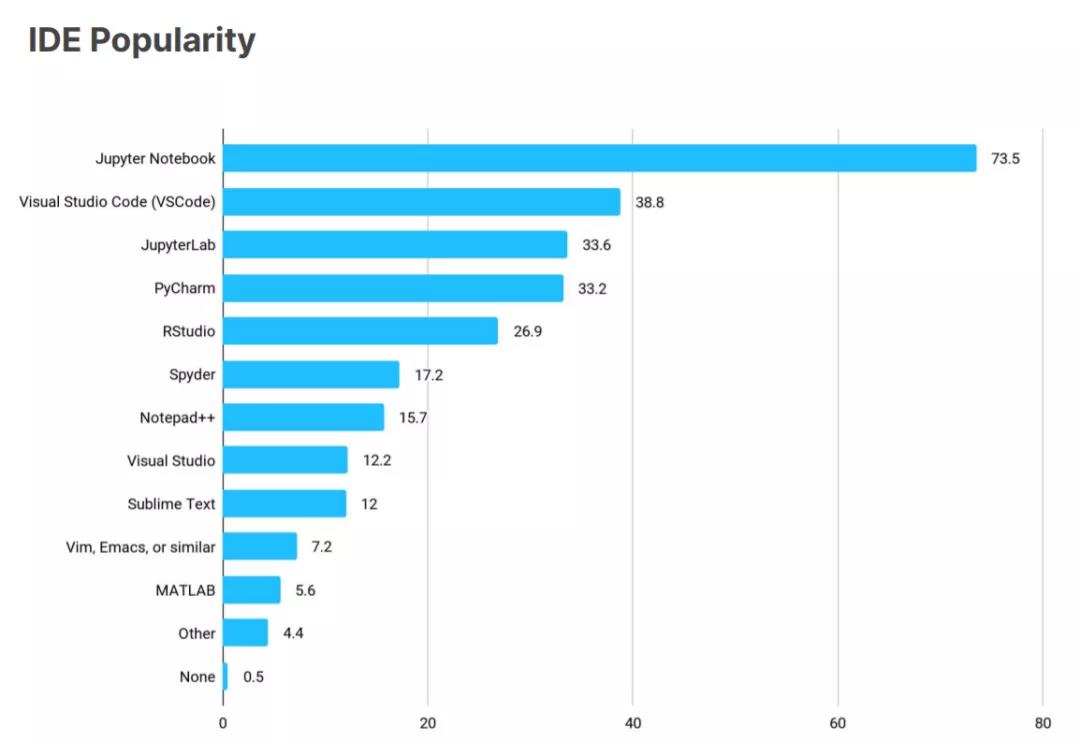 IDE Popularity
Jupyter Notebook 73.5
Visual Studio Code (VSCode) 38.8
JupyterLab 33.6
PyCharm 33.2
RStudio 26.9
Spyder 17.2
Notepad++ 15.7
Visual Studio 12.2
Sublime Text 12
Vim, Emacs, or similar 7.2
MATLAB 5.6
Other 4.4
None 0.5
0 20 40 60 80